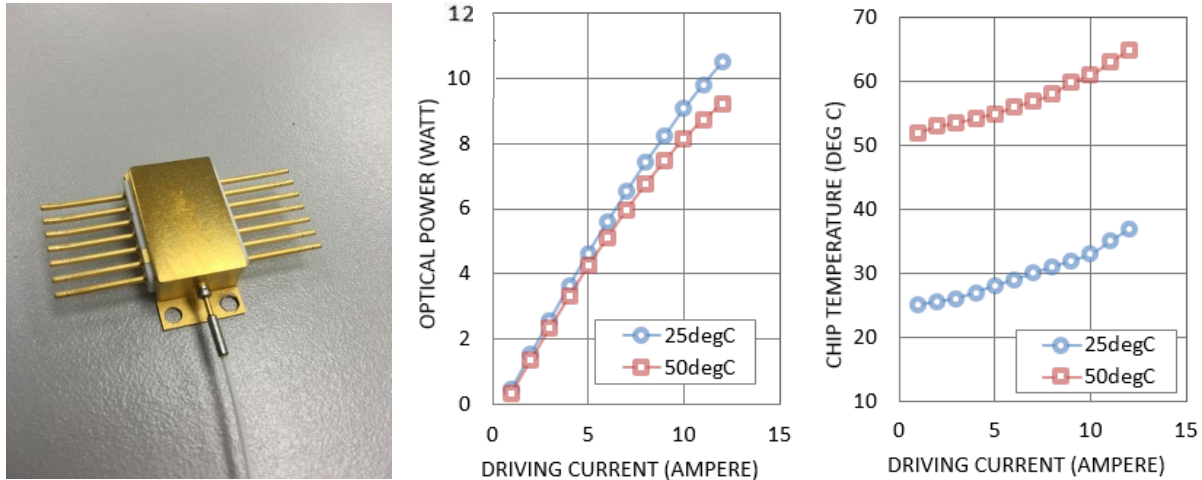 12
10
8
6
4
2
0
0 5 10 15
OPTICAL POWER (WATT)
DRIVING CURRENT (AMPERE)
25degC
50degC
70
60
50
40
30
20
10
0 5 10 15
CHIP TEMPERATURE (DEG C)
DRIVING CURRENT (AMPERE)
25degC
50degC